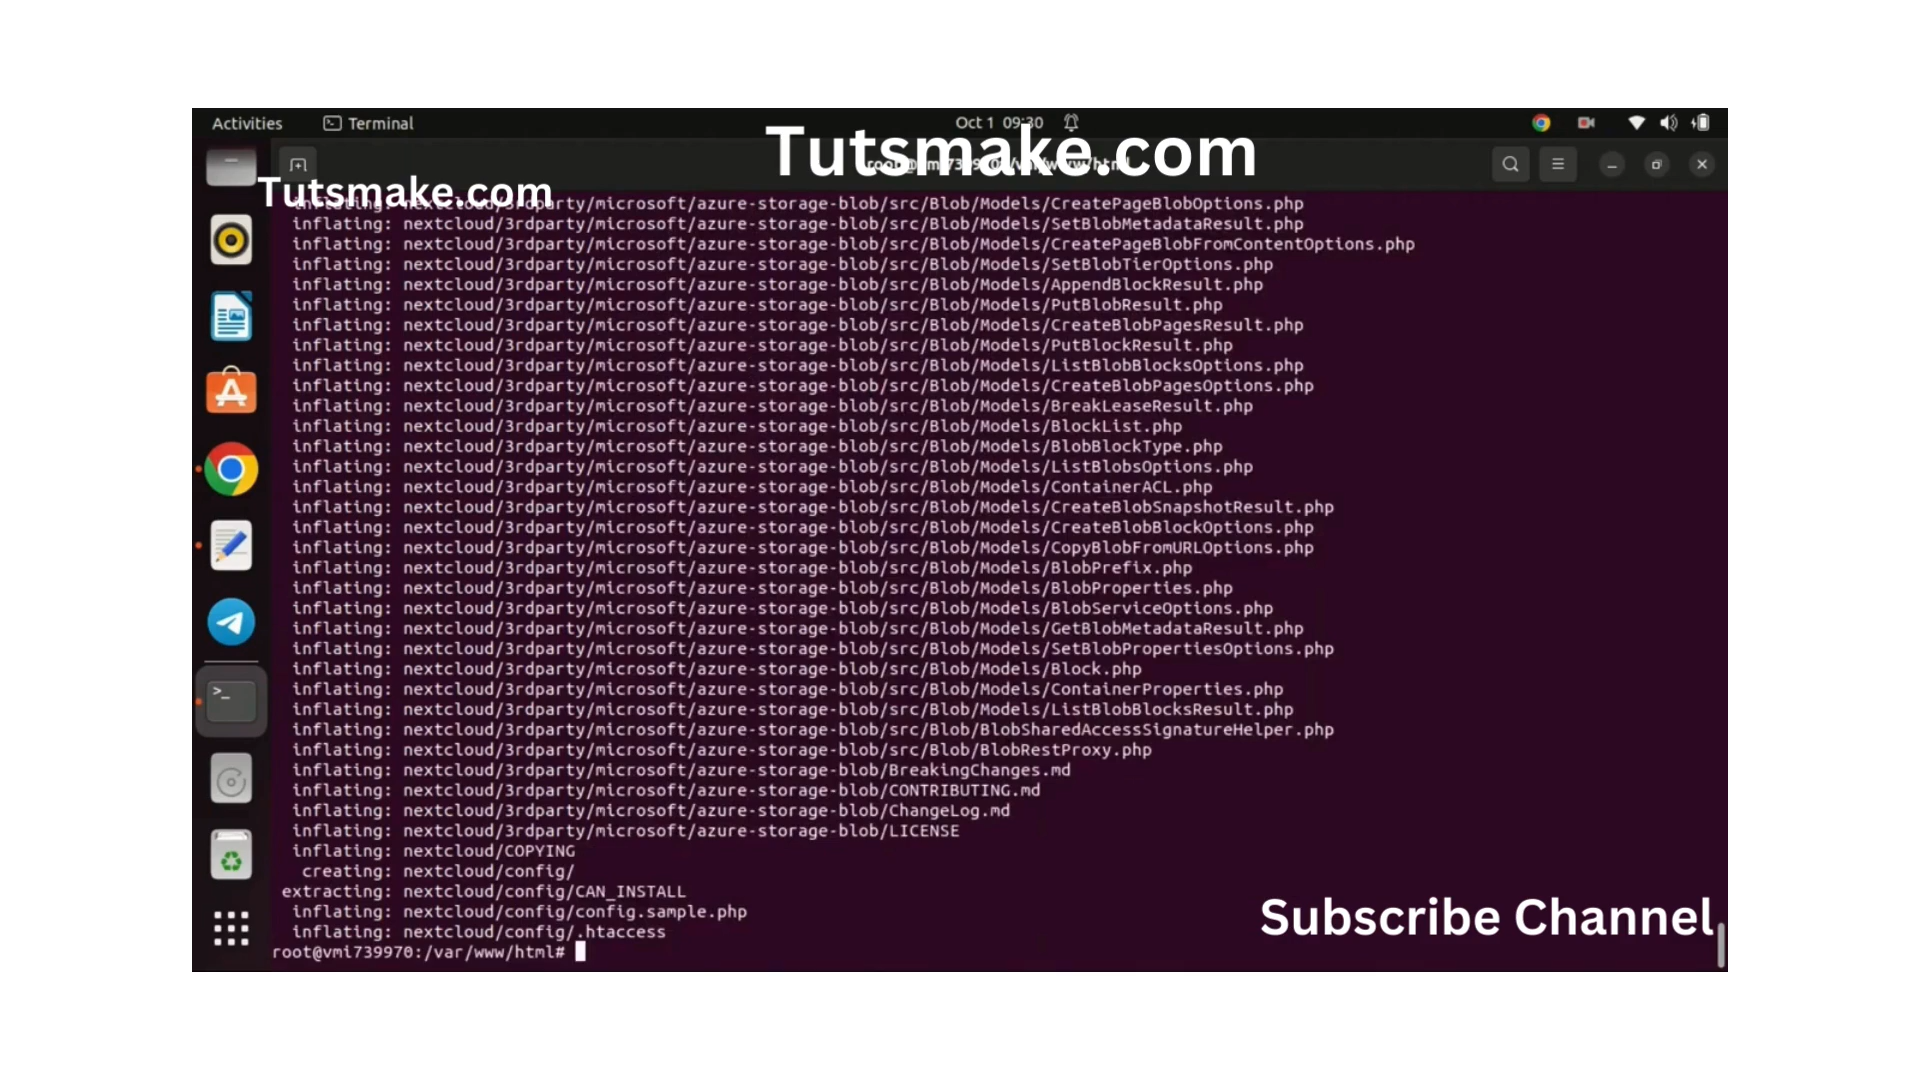 Activities Terminal Oct 1 09:30
Tutsmake.com
Tutsmake.com
inflating: nextcloud/3rdparty/microsoft/azure-storage-blob/src/Blob/Models/CreatePageBlobOptions.php
inflating: nextcloud/3rdparty/microsoft/azure-storage-blob/src/Blob/Models/SetBlobMetadataResult.php
inflating: nextcloud/3rdparty/microsoft/azure-storage-blob/src/Blob/Models/CreatePageBlobFromContentOptions.php
inflating: nextcloud/3rdparty/microsoft/azure-storage-blob/src/Blob/Models/SetBlobTierOptions.php
inflating: nextcloud/3rdparty/microsoft/azure-storage-blob/src/Blob/Models/AppendBlockResult.php
inflating: nextcloud/3rdparty/microsoft/azure-storage-blob/src/Blob/Models/PutBlobResult.php
inflating: nextcloud/3rdparty/microsoft/azure-storage-blob/src/Blob/Models/CreateBlobPagesResult.php
inflating: nextcloud/3rdparty/microsoft/azure-storage-blob/src/Blob/Models/PutBlockResult.php
inflating: nextcloud/3rdparty/microsoft/azure-storage-blob/src/Blob/Models/ListBlobBlocksOptions.php
inflating: nextcloud/3rdparty/microsoft/azure-storage-blob/src/Blob/Models/CreateBlobPagesOptions.php
inflating: nextcloud/3rdparty/microsoft/azure-storage-blob/src/Blob/Models/BreakLeaseResult.php
inflating: nextcloud/3rdparty/microsoft/azure-storage-blob/src/Blob/Models/BlockList.php
inflating: nextcloud/3rdparty/microsoft/azure-storage-blob/src/Blob/Models/BlobBlockType.php
inflating: nextcloud/3rdparty/microsoft/azure-storage-blob/src/Blob/Models/ListBlobsOptions.php
inflating: nextcloud/3rdparty/microsoft/azure-storage-blob/src/Blob/Models/ContainerACL.php
inflating: nextcloud/3rdparty/microsoft/azure-storage-blob/src/Blob/Models/CreateBlobSnapshotResult.php
inflating: nextcloud/3rdparty/microsoft/azure-storage-blob/src/Blob/Models/CreateBlobBlockOptions.php
inflating: nextcloud/3rdparty/microsoft/azure-storage-blob/src/Blob/Models/CopyBlobFromURLOptions.php
inflating: nextcloud/3rdparty/microsoft/azure-storage-blob/src/Blob/Models/BlobPrefix.php
inflating: nextcloud/3rdparty/microsoft/azure-storage-blob/src/Blob/Models/BlobProperties.php
inflating: nextcloud/3rdparty/microsoft/azure-storage-blob/src/Blob/Models/BlobServiceOptions.php
inflating: nextcloud/3rdparty/microsoft/azure-storage-blob/src/Blob/Models/GetBlobMetadataResult.php
inflating: nextcloud/3rdparty/microsoft/azure-storage-blob/src/Blob/Models/SetBlobPropertiesOptions.php
inflating: nextcloud/3rdparty/microsoft/azure-storage-blob/src/Blob/Models/Block.php
inflating: nextcloud/3rdparty/microsoft/azure-storage-blob/src/Blob/Models/ContainerProperties.php
inflating: nextcloud/3rdparty/microsoft/azure-storage-blob/src/Blob/Models/ListBlobBlocksResult.php
inflating: nextcloud/3rdparty/microsoft/azure-storage-blob/src/Blob/BlobSharedAccessSignatureHelper.php
inflating: nextcloud/3rdparty/microsoft/azure-storage-blob/src/Blob/BlobRestProxy.php
inflating: nextcloud/3rdparty/microsoft/azure-storage-blob/BreakingChanges.md
inflating: nextcloud/3rdparty/microsoft/azure-storage-blob/CONTRIBUTING.md
inflating: nextcloud/3rdparty/microsoft/azure-storage-blob/ChangeLog.md
inflating: nextcloud/3rdparty/microsoft/azure-storage-blob/LICENSE
inflating: nextcloud/COPYING
creating: nextcloud/config/
extracting: nextcloud/config/CAN_INSTALL
inflating: nextcloud/config/config.sample.php
inflating: nextcloud/config/.htaccess
root@vmi739970:/var/www/html#
Subscribe Channel